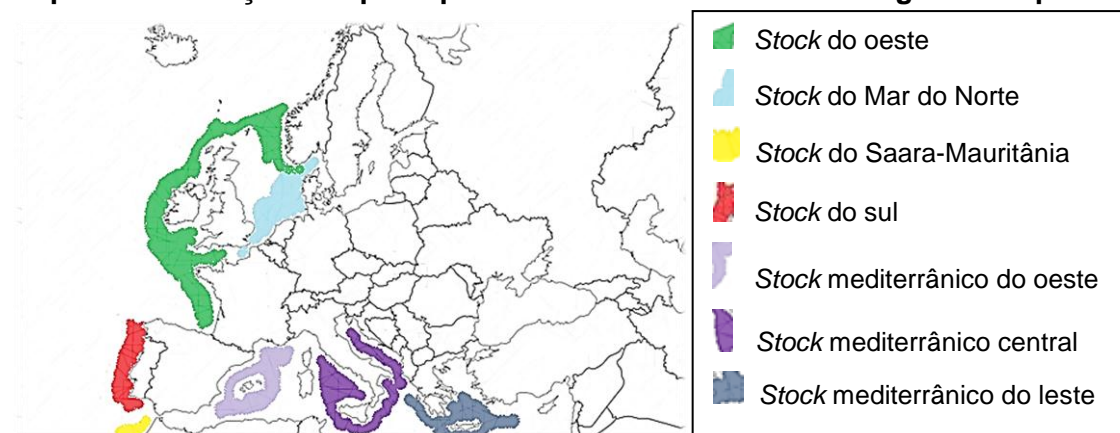 Stock do oeste
Stock do Mar do Norte
Stock do Saara-Mauritânia
Stock do sul
Stock mediterrânico do oeste
Stock mediterrânico central
Stock mediterrânico do leste